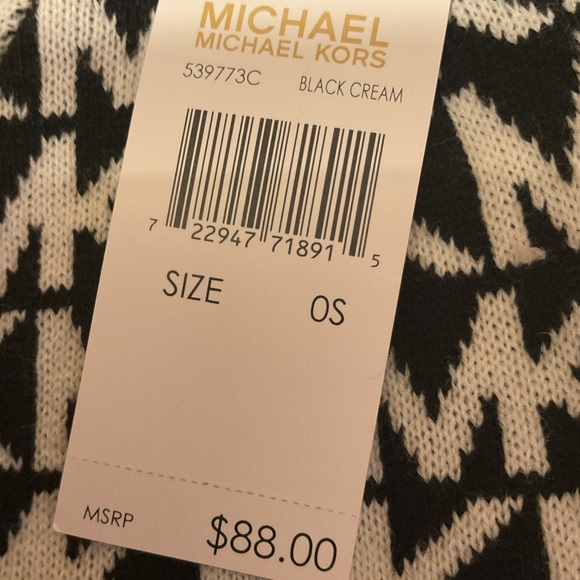 MICHAEL
MICHAEL KORS
539773C BLACK CREAM
7 22947 71891 5
SIZE OS
MSRP $88.00